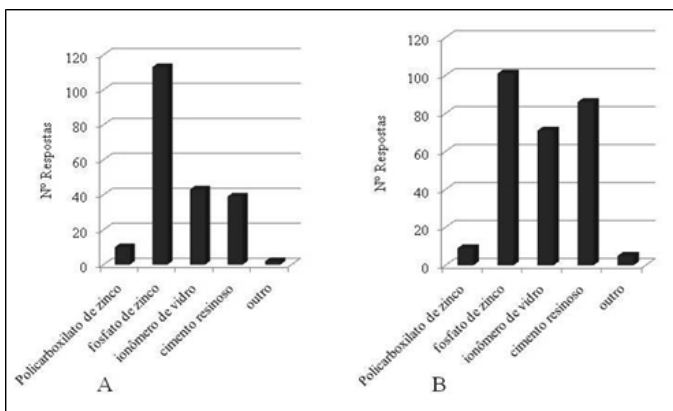 Nº Respostas
120
100
80
60
40
20
0
Policarboxilato de zinco
fosfato de zinco
ionômero de vidro
cimento resinoso
outro
A
Nº Respostas
120
100
80
60
40
20
0
Policarboxilato de zinco
fosfato de zinco
ionômero de vidro
cimento resinoso
outro
B